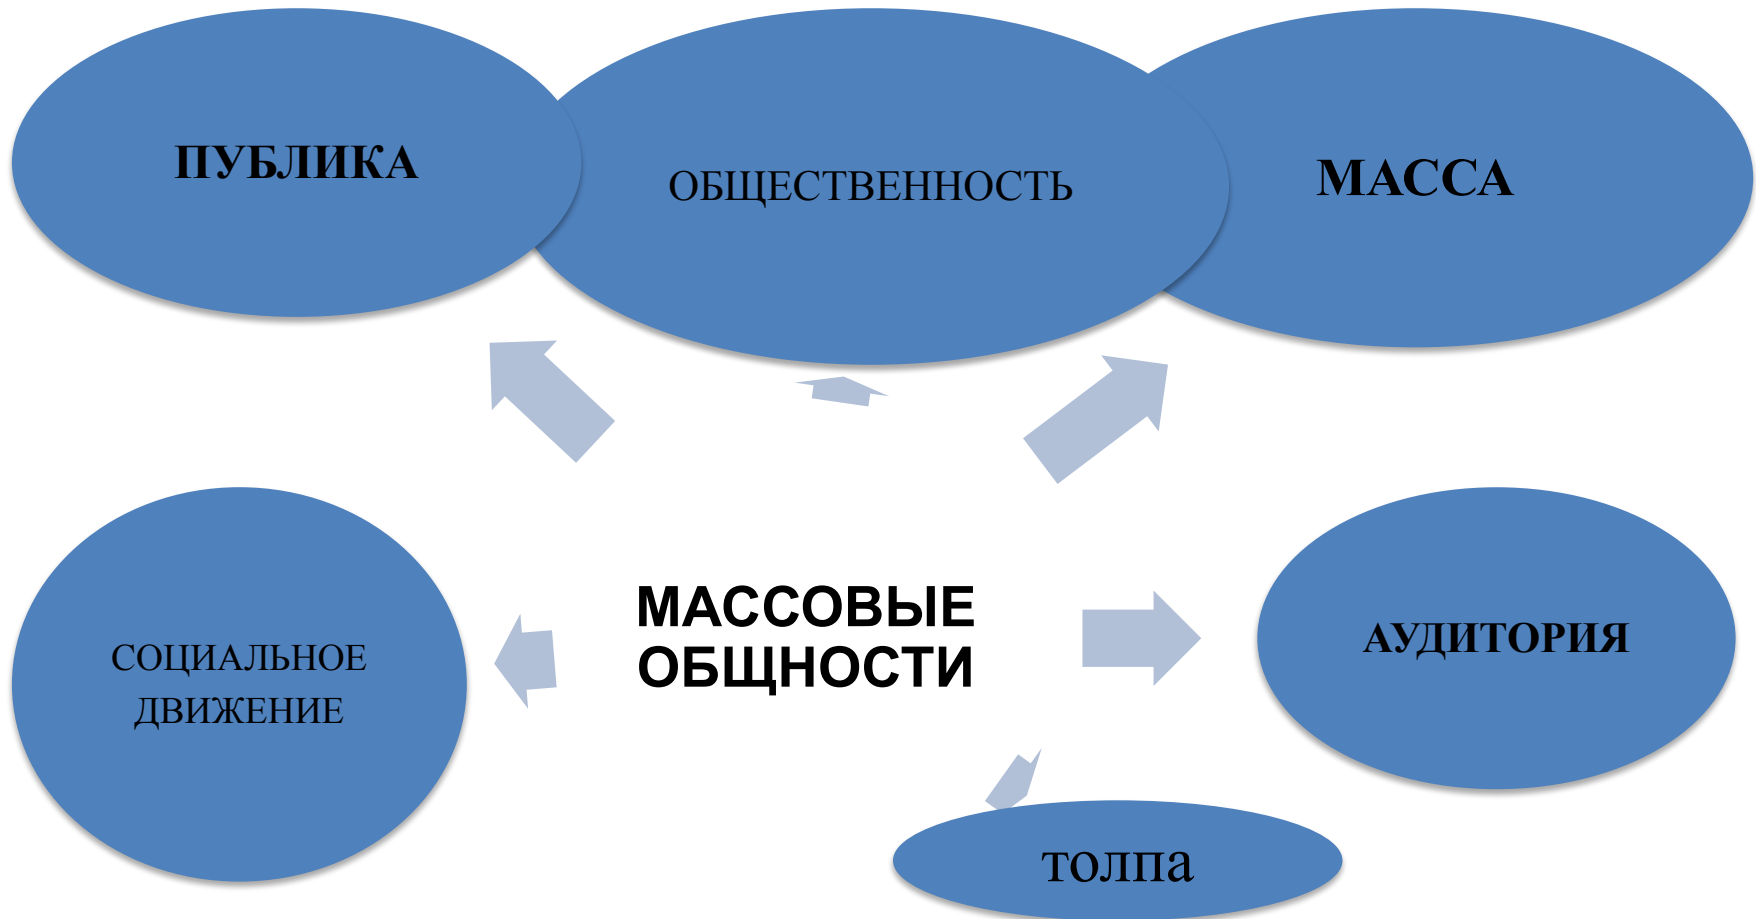 ПУБЛИКА
ОБЩЕСТВЕННОСТЬ
МАССА
МАССОВЫЕ
ОБЩНОСТИ
СОЦИАЛЬНОЕ
ДВИЖЕНИЕ
АУДИТОРИЯ
толпа